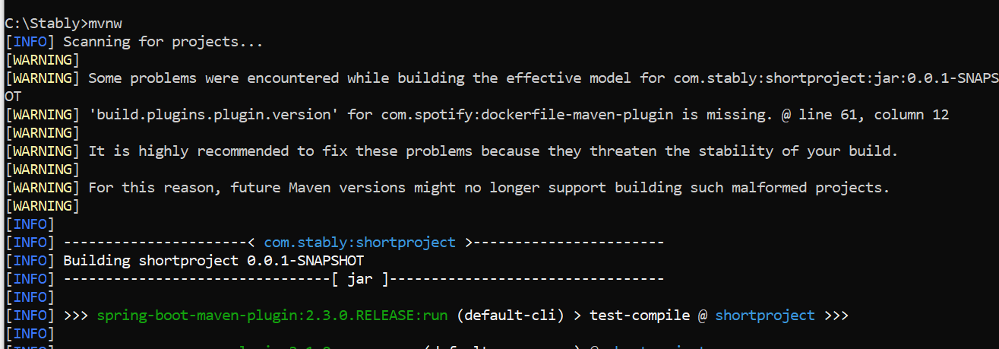 C:\Stably>mvnw
[INFO] Scanning for projects...
[WARNING]
[WARNING] Some problems were encountered while building the effective model for com.stably:shortproject:jar:0.0.1-SNAPS
OT
[WARNING] 'build.plugins.plugin.version' for com.spotify:dockerfile-maven-plugin is missing. @ line 61, column 12
[WARNING]
[WARNING] It is highly recommended to fix these problems because they threaten the stability of your build.
[WARNING]
[WARNING] For this reason, future Maven versions might no longer support building such malformed projects.
[WARNING]
[INFO]
[INFO] ----------------------< com.stably:shortproject >-----------------------
[INFO] Building shortproject 0.0.1-SNAPSHOT
[INFO] --------------------------------[ jar ]---------------------------------
[INFO]
[INFO] >>> spring-boot-maven-plugin:2.3.0.RELEASE:run (default-cli) > test-compile @ shortproject >>>
[INFO]
[INFO]